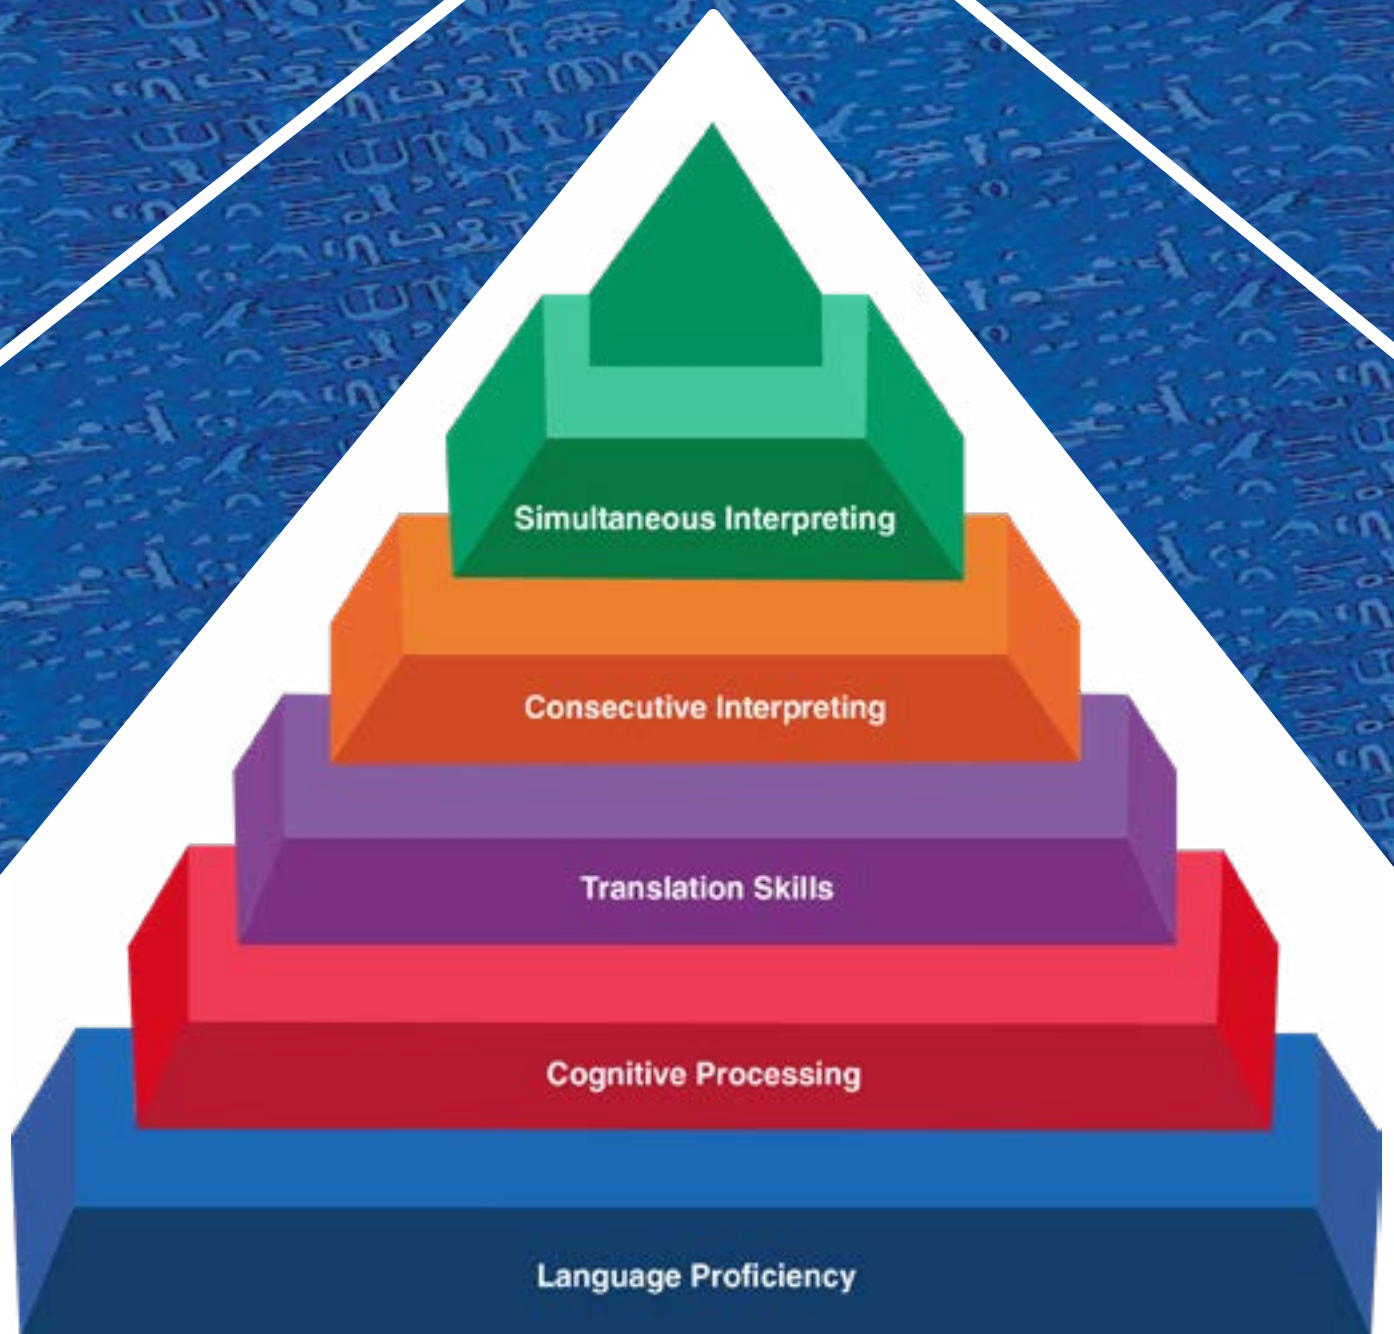 Simultaneous Interpreting
Consecutive Interpreting
Translation Skills
Cognitive Processing
Language Proficiency